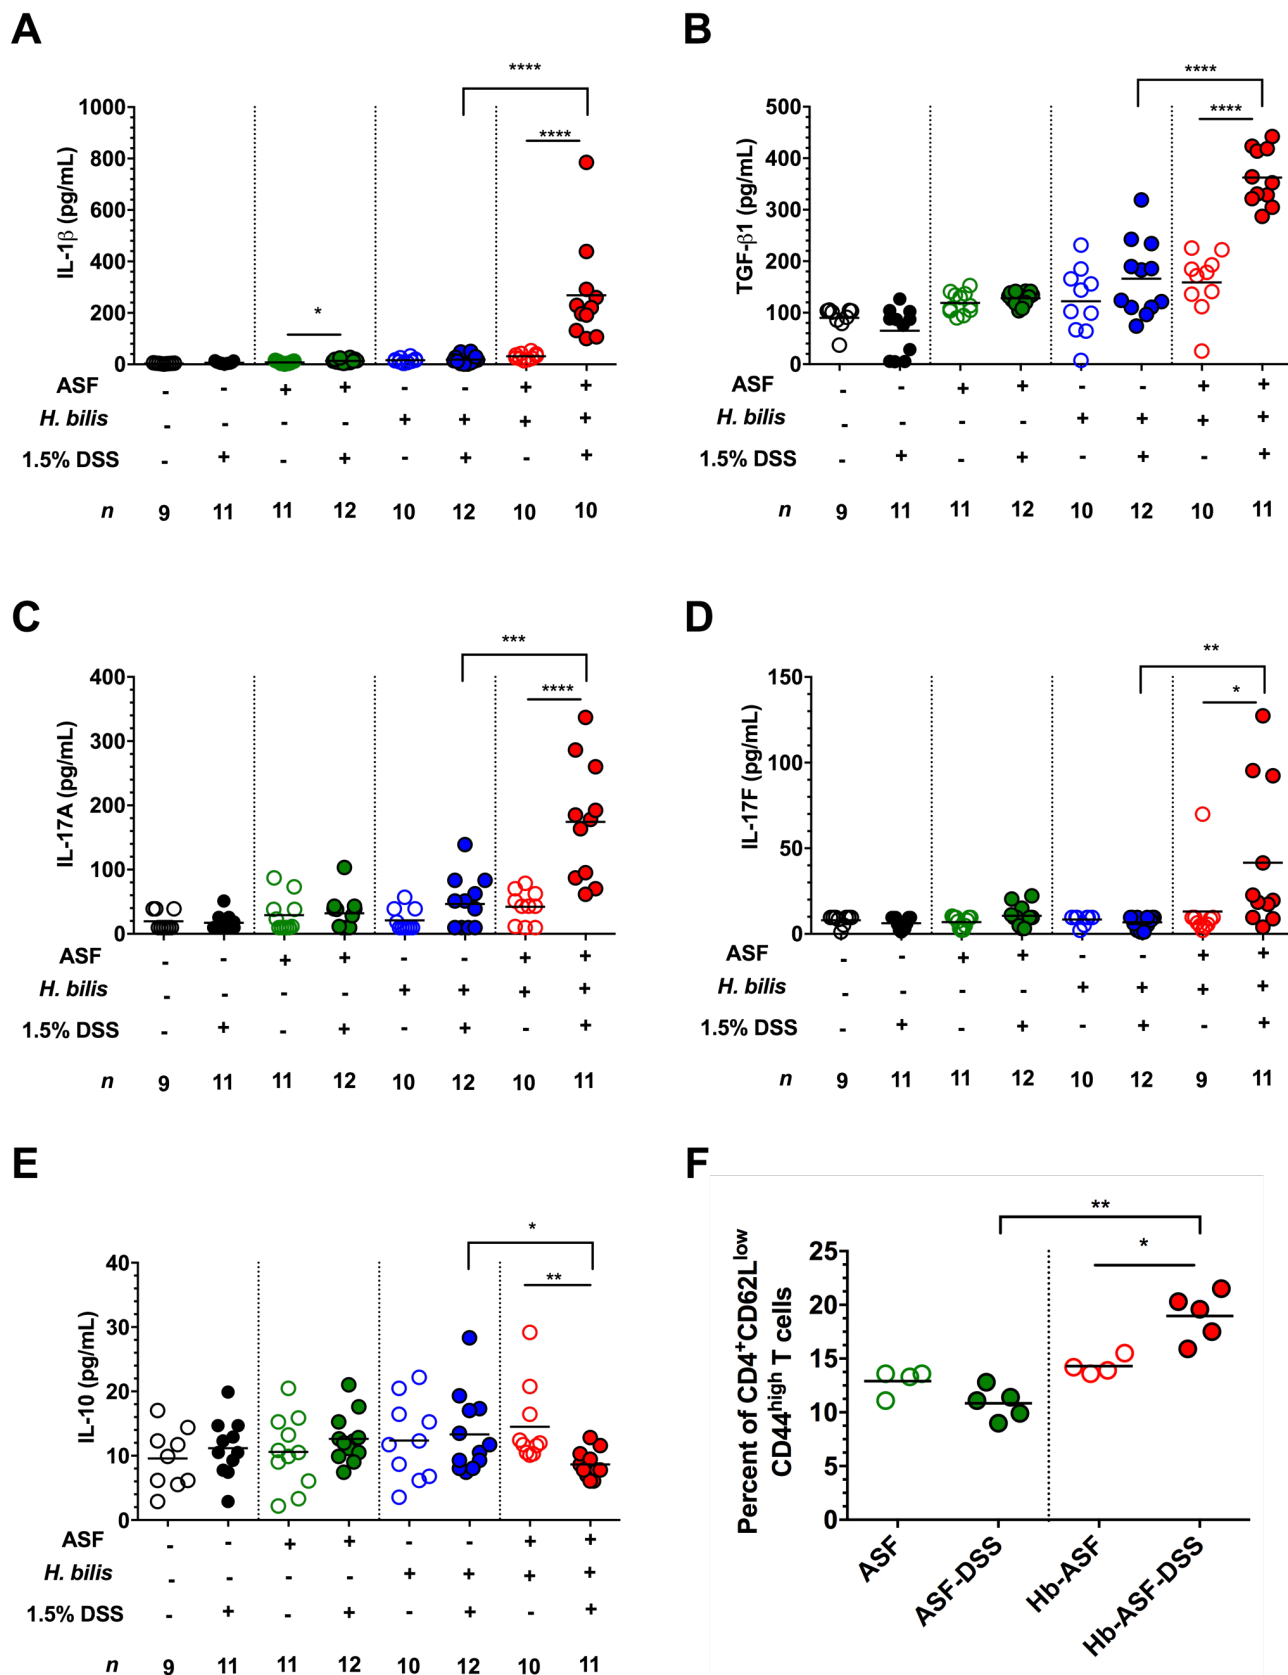 A
****
****
*
IL-1β (pg/mL)
1000
800
600
400
200
0
ASF - - + + - - + +
H. bilis - - - - + + + +
1.5% DSS - + - + - + - +
n 9 11 11 12 10 12 10 10
B
****
****
TGF-β1 (pg/mL)
500
400
300
200
100
0
ASF - - + + - - + +
H. bilis - - - - + + + +
1.5% DSS - + - + - + - +
n 9 11 11 12 10 12 10 11
C
***
****
IL-17A (pg/mL)
400
300
200
100
0
ASF - - + + - - + +
H. bilis - - - - + + + +
1.5% DSS - + - + - + - +
n 9 11 11 12 10 12 10 11
D
**
*
IL-17F (pg/mL)
150
100
50
0
ASF - - + + - - + +
H. bilis - - - - + + + +
1.5% DSS - + - + - + - +
n 9 11 11 12 10 12 9 11
E
*
**
IL-10 (pg/mL)
40
30
20
10
0
ASF - - + + - - + +
H. bilis - - - - + + + +
1.5% DSS - + - + - + - +
n 9 11 11 12 10 12 10 11
F
**
*
Percent of CD4⁺CD62Lˡᵒʷ
CD44ʰⁱᵍʰ T cells
25
20
15
10
5
0
ASF
ASF-DSS
Hb-ASF
Hb-ASF-DSS